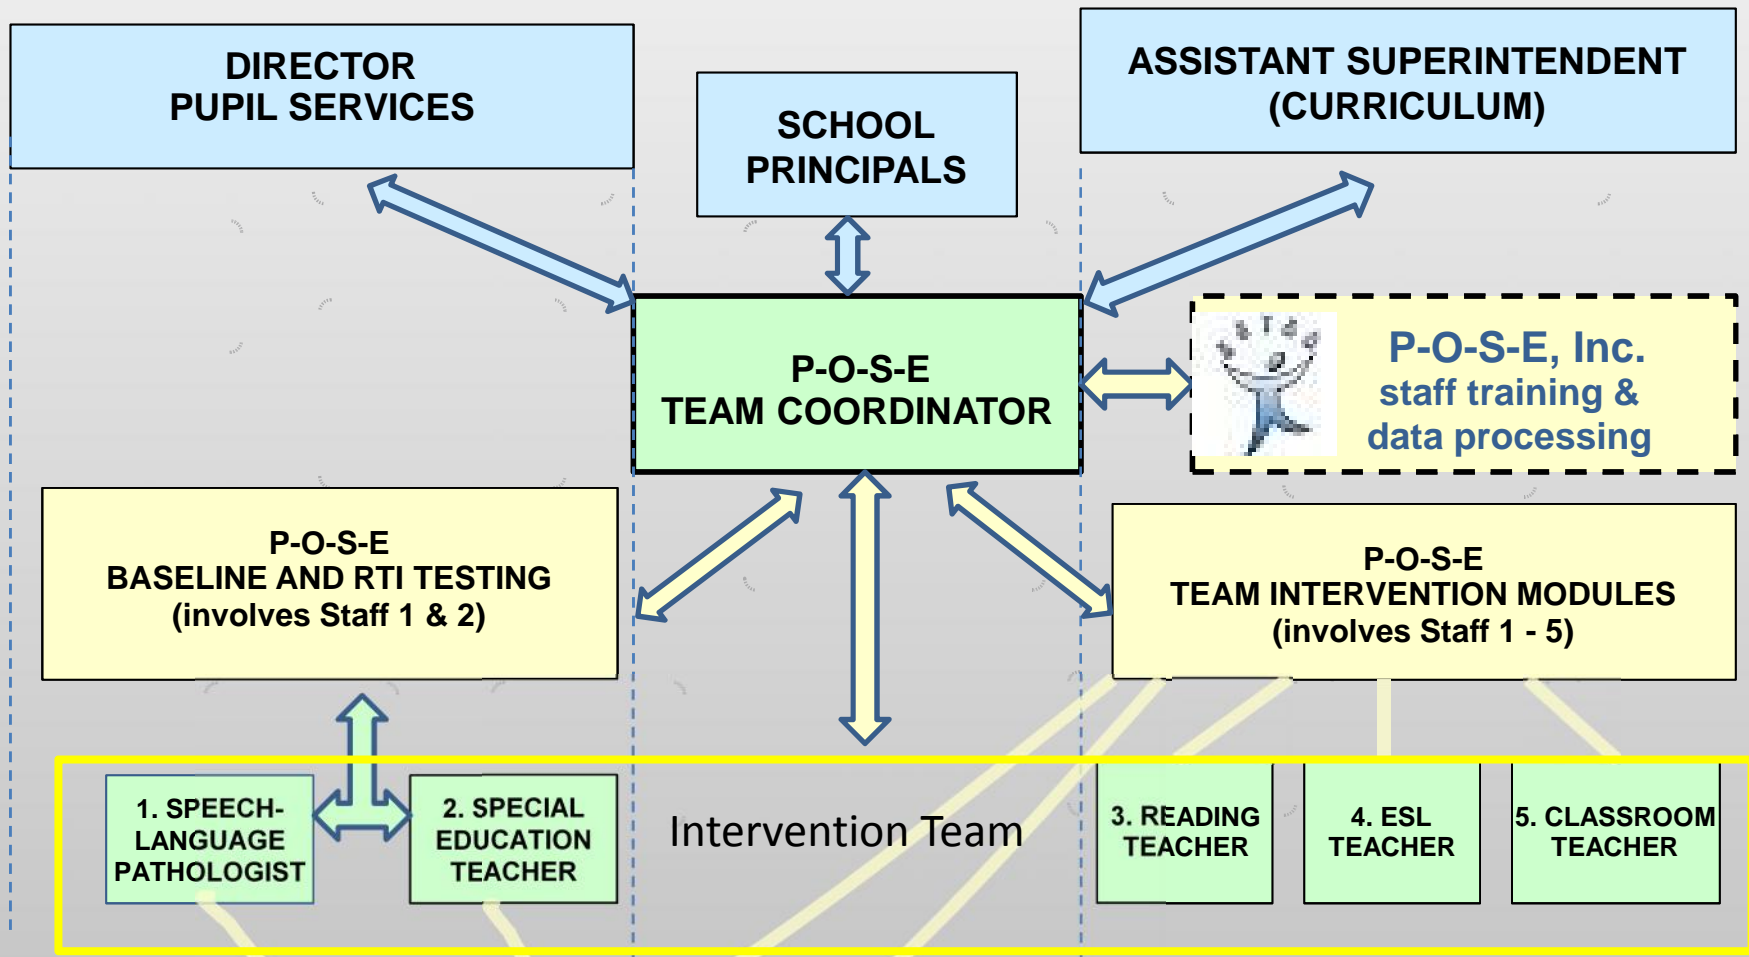 DIRECTOR
PUPIL SERVICES
SCHOOL
PRINCIPALS
ASSISTANT SUPERINTENDENT
(CURRICULUM)
P-O-S-E
TEAM COORDINATOR
P-O-S-E, Inc.
staff training &
data processing
P-O-S-E
BASELINE AND RTI TESTING
(involves Staff 1 & 2)
P-O-S-E
TEAM INTERVENTION MODULES
(involves Staff 1 - 5)
1. SPEECH-
LANGUAGE
PATHOLOGIST
2. SPECIAL
EDUCATION
TEACHER
Intervention Team
3. READING
TEACHER
4. ESL
TEACHER
5. CLASSROOM
TEACHER